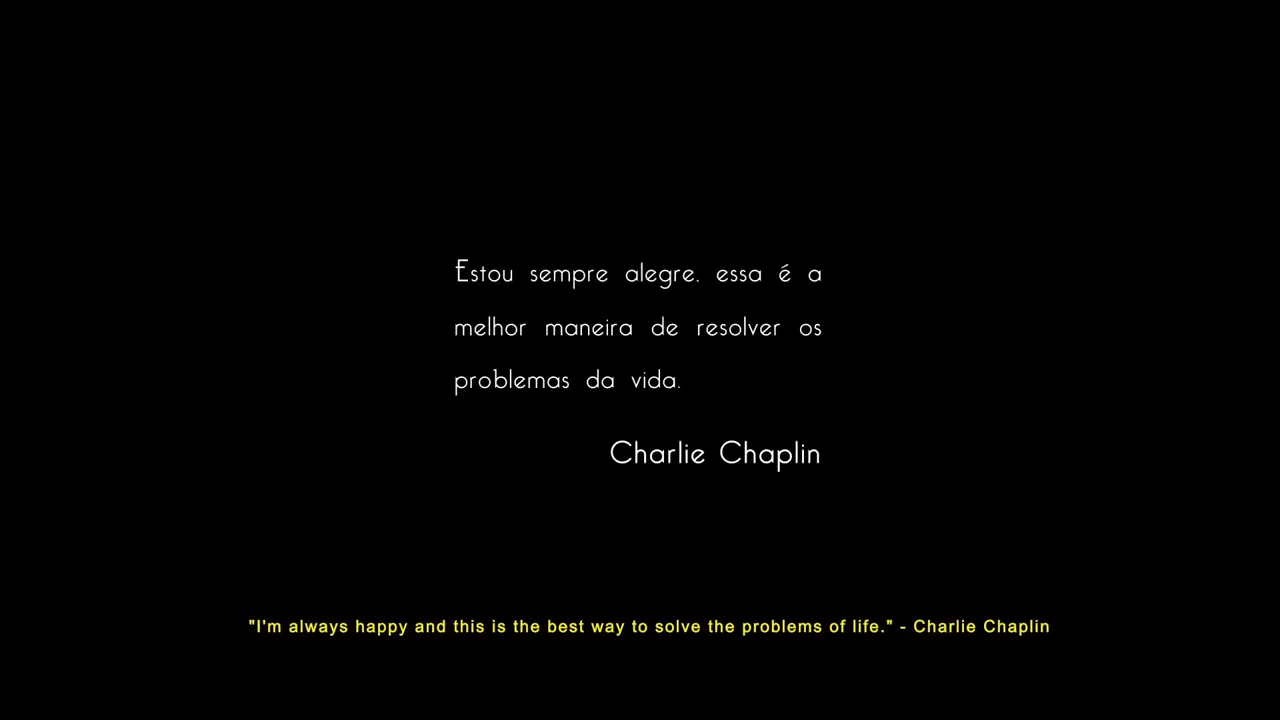 Estou sempre alegre, essa é a
melhor maneira de resolver os
problemas da vida.
Charlie Chaplin
"I'm always happy and this is the best way to solve the problems of life." - Charlie Chaplin